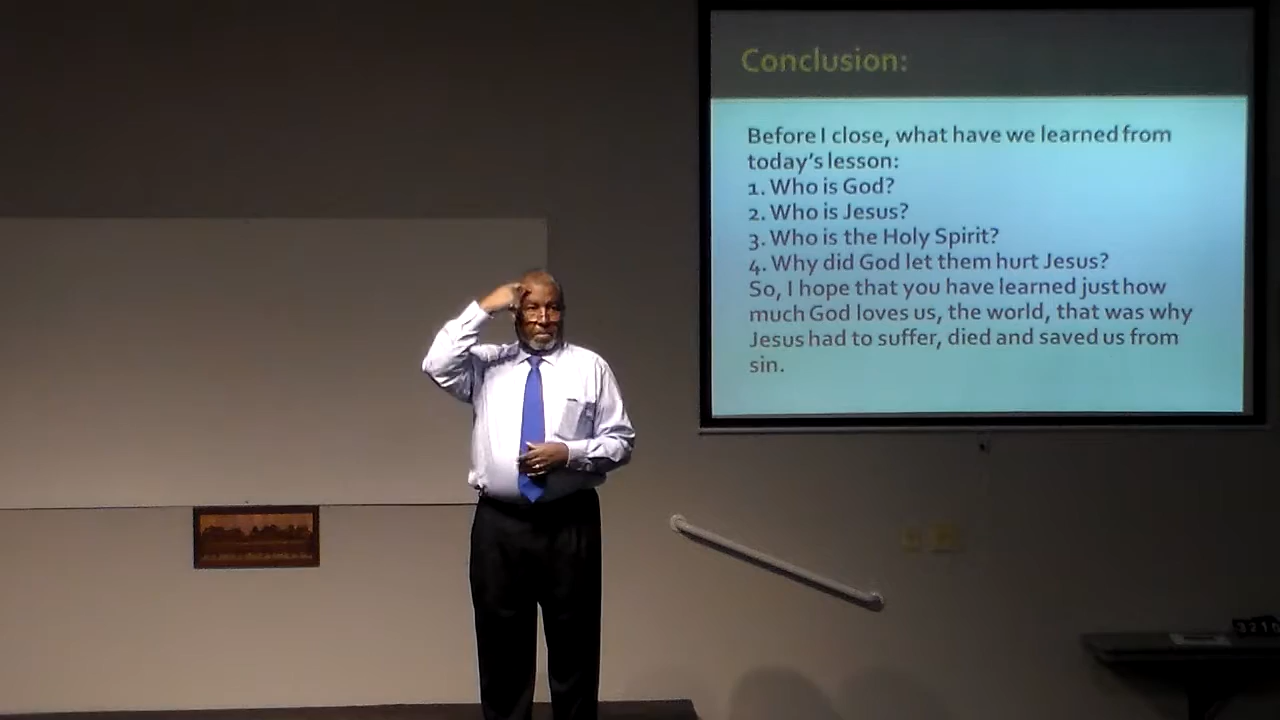 Conclusion:
Before I close, what have we learned from
today's lesson:
1. Who is God?
2. Who is Jesus?
3. Who is the Holy Spirit?
4. Why did God let them hurt Jesus?
So, I hope that you have learned just how
much God loves us, the world, that was why
Jesus had to suffer, died and saved us from
sin.